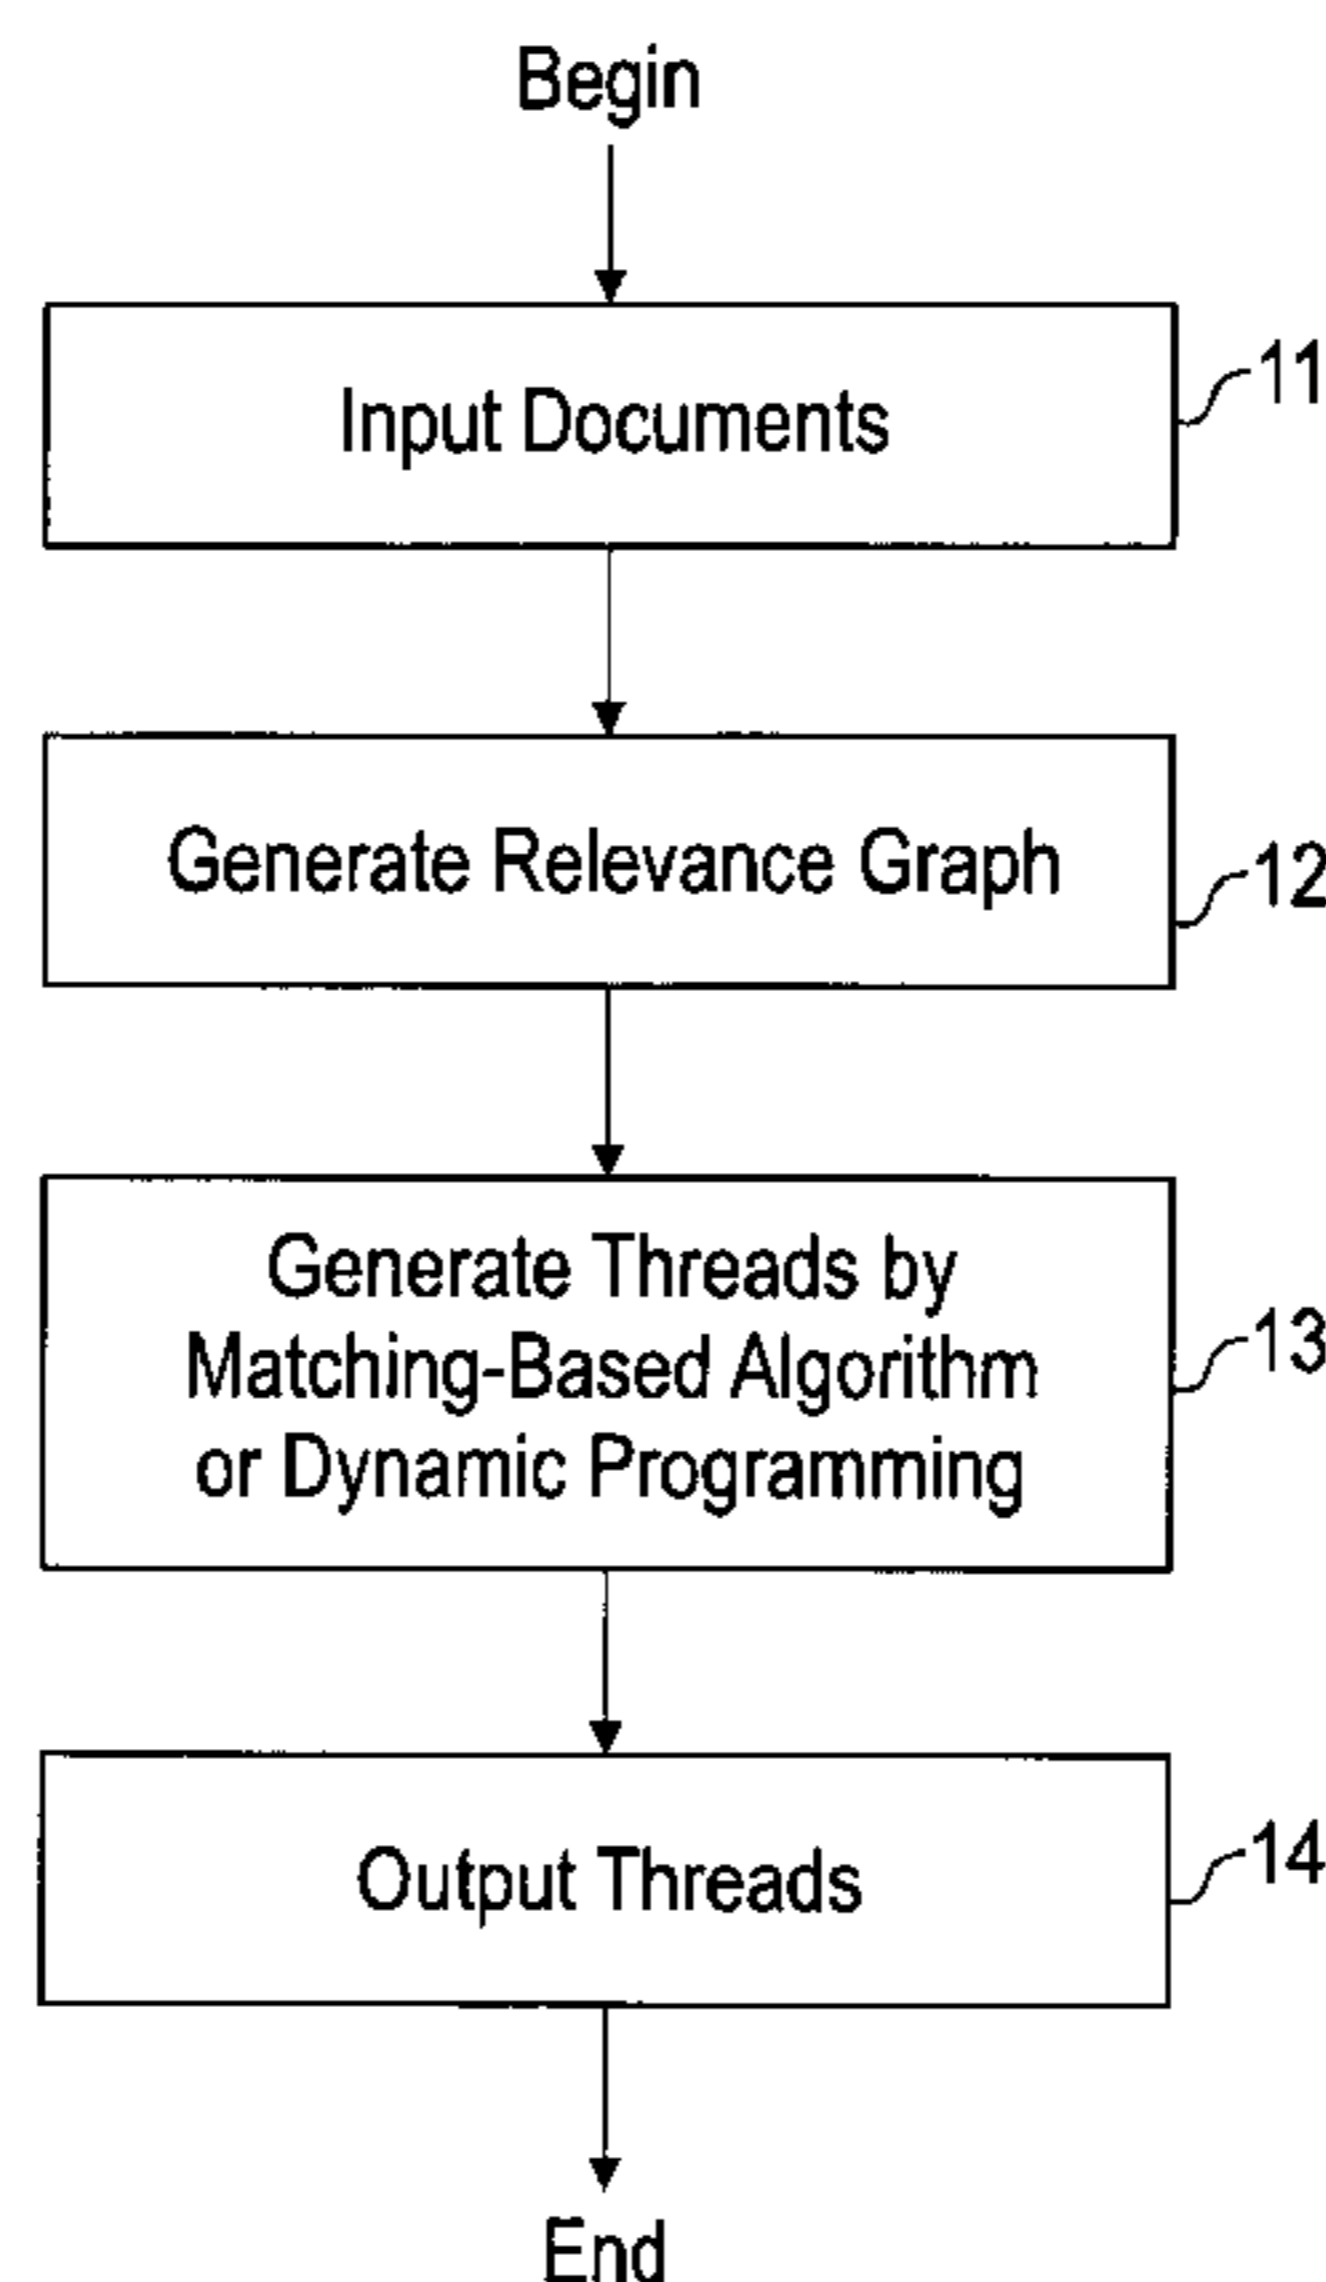 Begin
Input Documents
11
Generate Relevance Graph
12
Generate Threads by
Matching-Based Algorithm
or Dynamic Programming
13
Output Threads
14
End